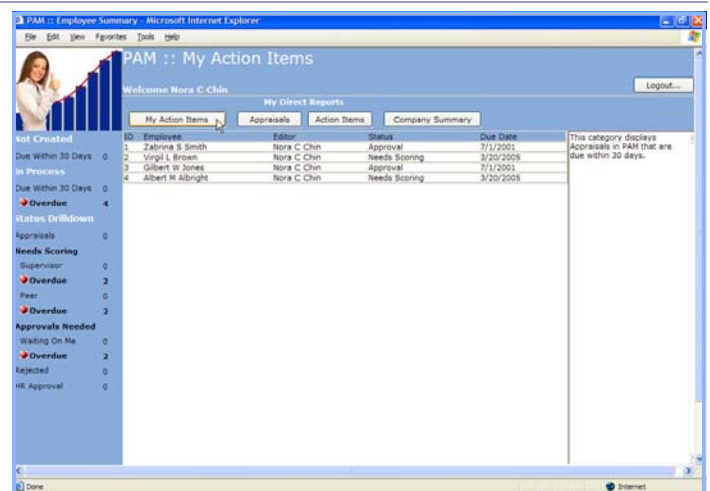 PAM :: Employee Summary - Microsoft Internet Explorer
File Edit View Favorites Tools Help
PAM :: My Action Items
Welcome Nora C Chin
Logout...
My Direct Reports
My Action Items Appraisals Action Items Company Summary
Not Created
Due Within 30 Days 0
In Process
Due Within 30 Days 0
Overdue 4
Status Drilldown
Appraisals 0
Needs Scoring
Supervisor 0
Overdue 2
Peer 0
Overdue 2
Approvals Needed
Waiting On Me 0
Overdue 2
Rejected 0
HR Approval 0
ID Employee Editor Status Due Date
1 Zabrina S Smith Nora C Chin Approval 7/1/2001
2 Virgil L Brown Nora C Chin Needs Scoring 3/20/2005
3 Gilbert W Jones Nora C Chin Approval 7/1/2001
4 Albert M Albright Nora C Chin Needs Scoring 3/20/2005
This category displays
Appraisals in PAM that are
due within 30 days.
Done Internet